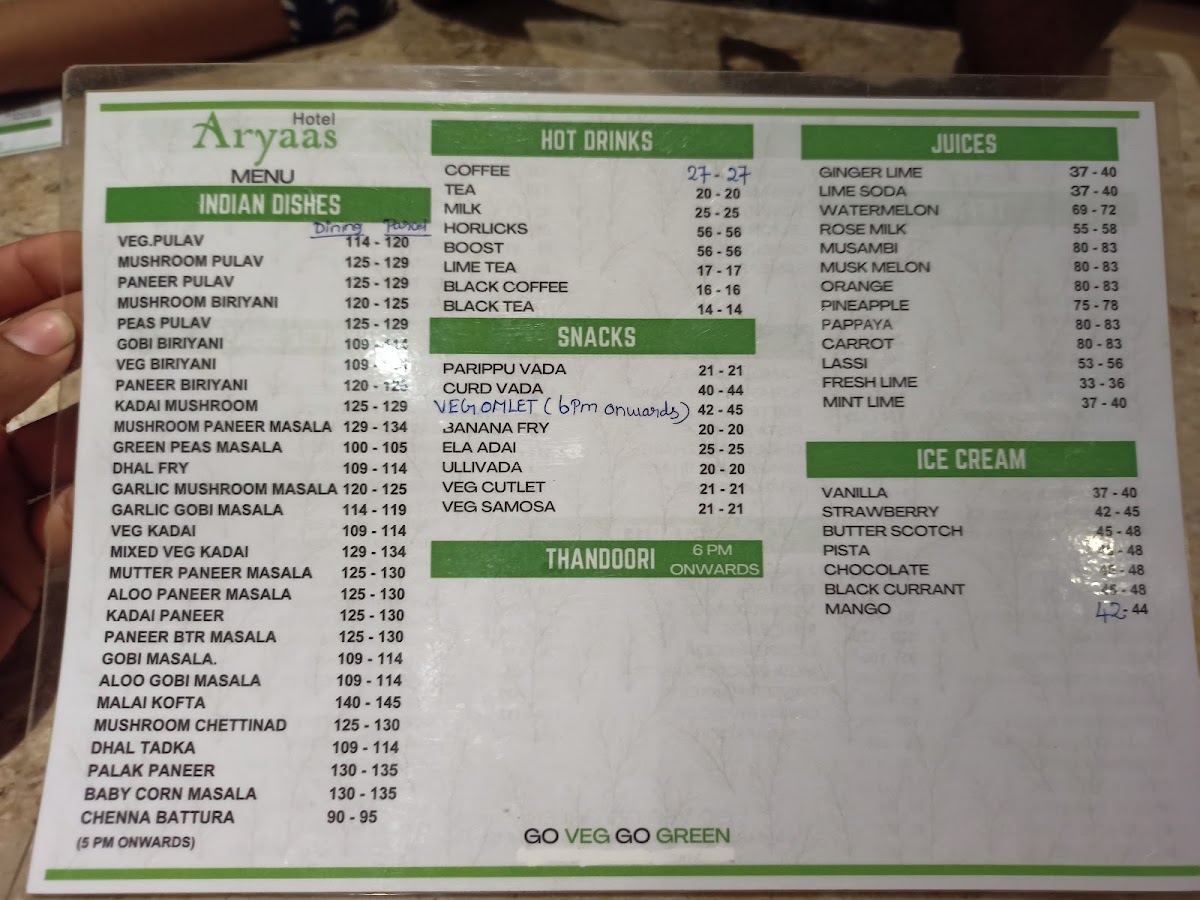 Hotel
Aryaas
MENU
INDIAN DISHES
Dining Parcel
VEG.PULAV 114 - 120
MUSHROOM PULAV 125 - 129
PANEER PULAV 125 - 129
MUSHROOM BIRIYANI 120 - 125
PEAS PULAV 125 - 129
GOBI BIRIYANI 109 - 114
VEG BIRIYANI 109 -
PANEER BIRIYANI 120 - 125
KADAI MUSHROOM 125 - 129
MUSHROOM PANEER MASALA 129 - 134
GREEN PEAS MASALA 100 - 105
DHAL FRY 109 - 114
GARLIC MUSHROOM MASALA 120 - 125
GARLIC GOBI MASALA 114 - 119
VEG KADAI 109 - 114
MIXED VEG KADAI 129 - 134
MUTTER PANEER MASALA 125 - 130
ALOO PANEER MASALA 125 - 130
KADAI PANEER 125 - 130
PANEER BTR MASALA 125 - 130
GOBI MASALA. 109 - 114
ALOO GOBI MASALA 109 - 114
MALAI KOFTA 140 - 145
MUSHROOM CHETTINAD 125 - 130
DHAL TADKA 109 - 114
PALAK PANEER 130 - 135
BABY CORN MASALA 130 - 135
CHENNA BATTURA 90 - 95
(5 PM ONWARDS)
HOT DRINKS
COFFEE 27 - 27
TEA 20 - 20
MILK 25 - 25
HORLICKS 56 - 56
BOOST 56 - 56
LIME TEA 17 - 17
BLACK COFFEE 16 - 16
BLACK TEA 14 - 14
SNACKS
PARIPPU VADA 21 - 21
CURD VADA 40 - 44
VEG OMLET (6Pm onwards) 42 - 45
BANANA FRY 20 - 20
ELA ADAI 25 - 25
ULLIVADA 20 - 20
VEG CUTLET 21 - 21
VEG SAMOSA 21 - 21
THANDOORI 6 PM ONWARDS
GO VEG GO GREEN
JUICES
GINGER LIME 37 - 40
LIME SODA 37 - 40
WATERMELON 69 - 72
ROSE MILK 55 - 58
MUSAMBI 80 - 83
MUSK MELON 80 - 83
ORANGE 80 - 83
PINEAPPLE 75 - 78
PAPPAYA 80 - 83
CARROT 80 - 83
LASSI 53 - 56
FRESH LIME 33 - 36
MINT LIME 37 - 40
ICE CREAM
VANILLA 37 - 40
STRAWBERRY 42 - 45
BUTTER SCOTCH 45 - 48
PISTA - 48
CHOCOLATE 45 - 48
BLACK CURRANT 45 - 48
MANGO 42 - 44